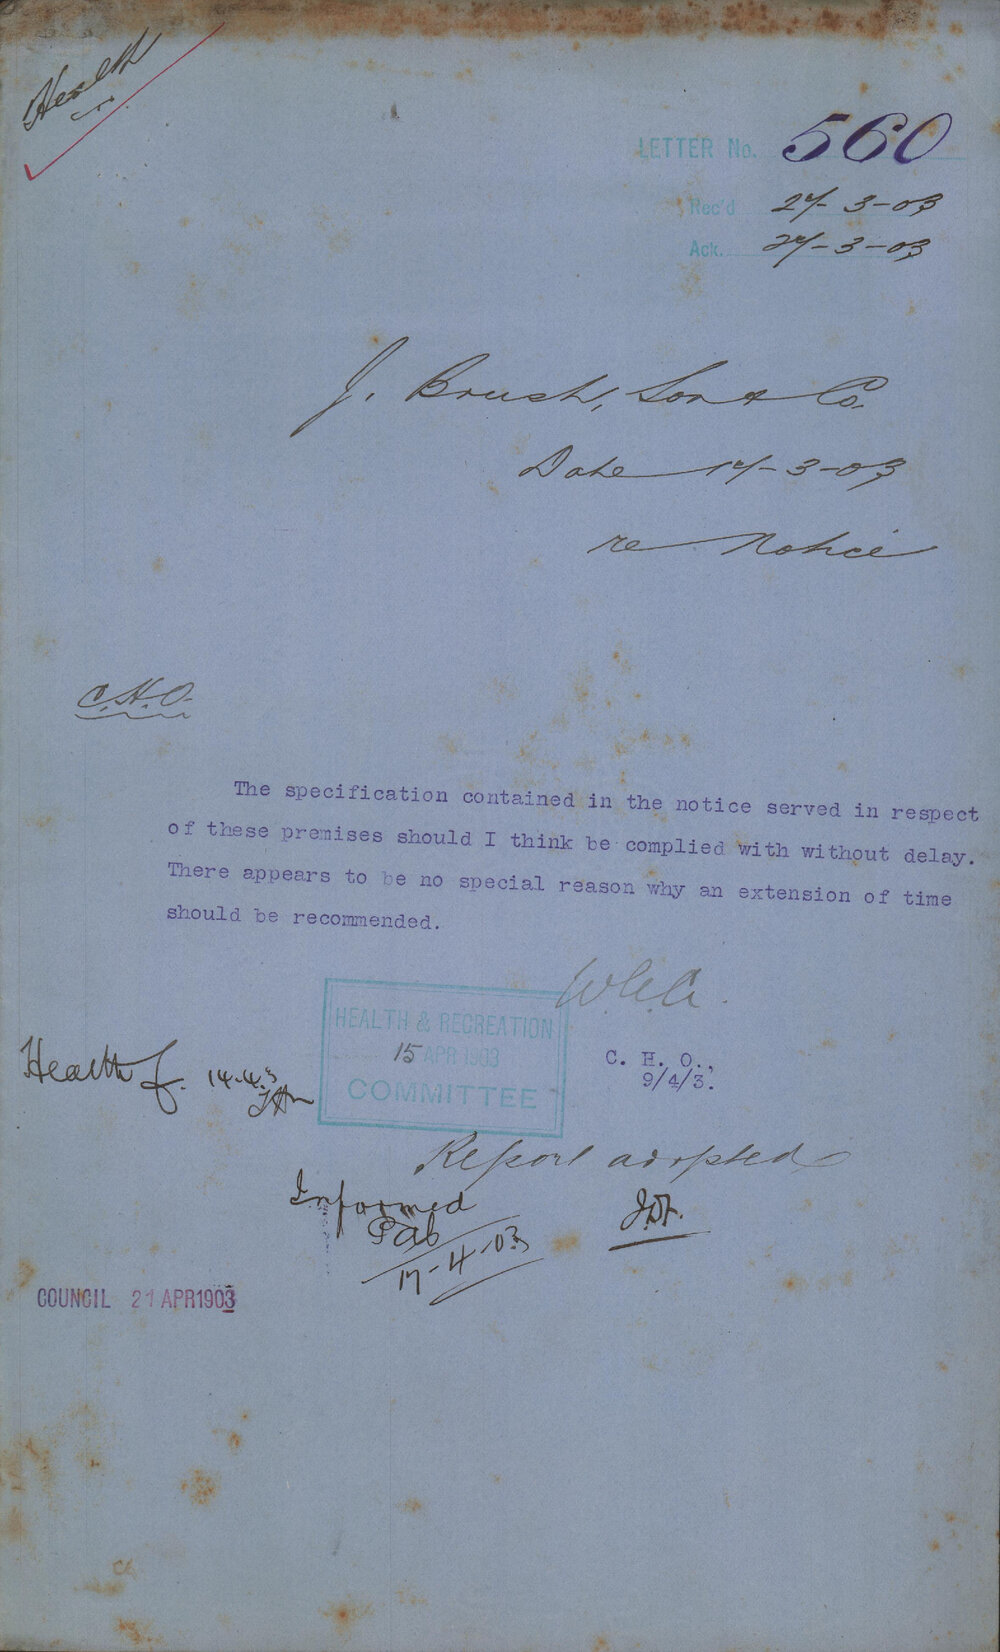 Health
LETTER No. 560
Rec'd 24-3-03
Ack. 24-3-03
J. Brush, Son & Co.
Date 14-3-03
re Notice
C.H.O.
The specification contained in the notice served in respect
of these premises should I think be complied with without delay.
There appears to be no special reason why an extension of time
should be recommended.
HEALTH & RECREATION
15 APR 1903
COMMITTEE
C. H. O.,
9/4/3.
Health 14.4.3
Report adopted
Informed
17-4-03
COUNCIL 21 APR 1903